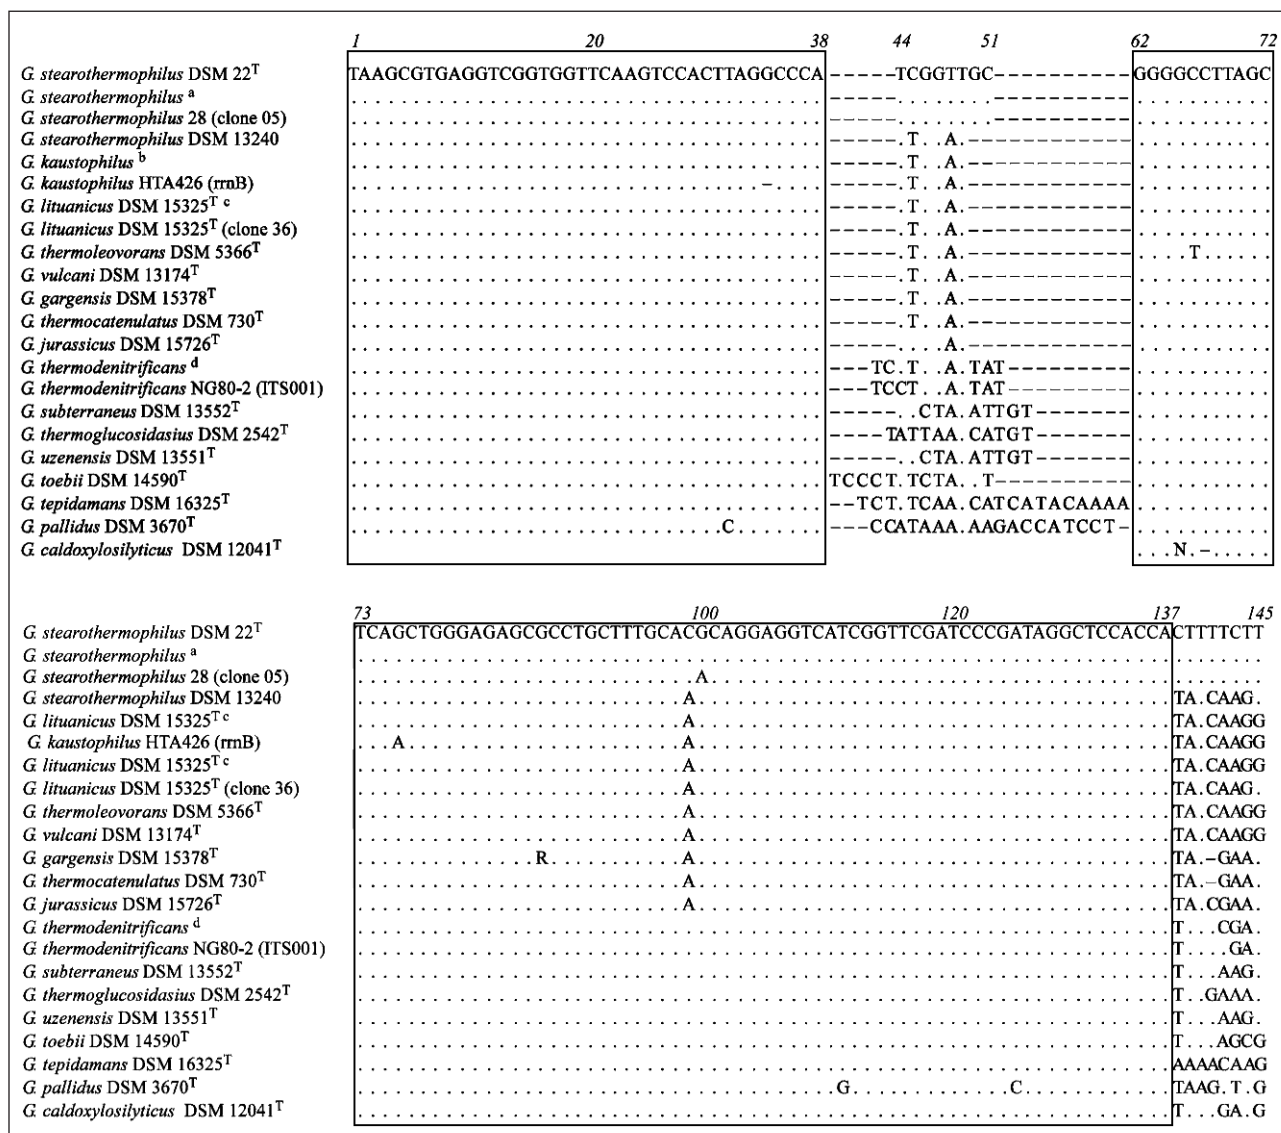 1 20 38 44 51 62 72
G. stearothermophilus DSM 22T TAAGCGTGAGGTCGGTGGTTCAAGTCCACTTAGGCCCA-----TCGGTTGC----------GGGGCCTTAGC
G. stearothermophilus a ......................................-----........----------...........
G. stearothermophilus 28 (clone 05) ......................................-----........----------...........
G. stearothermophilus DSM 13240 ......................................-----.T..A.------------...........
G. kaustophilus b ......................................-----.T..A.------------...........
G. kaustophilus HTA426 (rrnB) .................................-....-----.T..A.------------...........
G. lituanicus DSM 15325T c ......................................-----.T..A.------------...........
G. lituanicus DSM 15325T (clone 36) ......................................-----.T..A.------------...........
G. thermoleovorans DSM 5366T ......................................-----.T..A.------------....T......
G. vulcani DSM 13174T ......................................-----.T..A.------------...........
G. gargensis DSM 15378T ......................................-----.T..A.------------...........
G. thermocatenulatus DSM 730T ......................................-----.T..A.------------...........
G. jurassicus DSM 15726T ......................................-----....A.------------...........
G. thermodenitrificans d ......................................---TC.T..A.TAT---------...........
G. thermodenitrificans NG80-2 (ITS001) ......................................---TCCT..A.TAT---------...........
G. subterraneus DSM 13552T ......................................-----..CTA.ATTGT-------...........
G. thermoglucosidasius DSM 2542T ......................................----TATTAA.CATGT-------...........
G. uzenensis DSM 13551T ......................................-----..CTA.ATTGT-------...........
G. toebii DSM 14590T ......................................TCCCT.TCTA..T----------...........
G. tepidamans DSM 16325T ......................................--TCT.TCAA.CATCATACAAAA...........
G. pallidus DSM 3670T ..............................C.......---CCATAAA.AAGACCATCCT-...........
G. caldoxylosilyticus DSM 12041T ...................................... ...N.-.....
73 100 120 137 145
G. stearothermophilus DSM 22T TCAGCTGGGAGAGCGCCTGCTTTGCACGCAGGAGGTCATCGGTTCGATCCCGATAGGCTCCACCACTTTTCTT
G. stearothermophilus a .........................................................................
G. stearothermophilus 28 (clone 05) ...........................A.............................................
G. stearothermophilus DSM 13240 ..........................A......................................TA.CAAG.
G. lituanicus DSM 15325T c ..........................A......................................TA.CAAGG
G. kaustophilus HTA426 (rrnB) ...A......................A......................................TA.CAAGG
G. lituanicus DSM 15325T c ..........................A......................................TA.CAAGG
G. lituanicus DSM 15325T (clone 36) ..........................A......................................TA.CAAG.
G. thermoleovorans DSM 5366T ..........................A......................................TA.CAAGG
G. vulcani DSM 13174T ..........................A......................................TA.CAAGG
G. gargensis DSM 15378T ..............R...........A......................................TA.-GAA.
G. thermocatenulatus DSM 730T ..........................A......................................TA.-GAA.
G. jurassicus DSM 15726T ..........................A......................................TA.CGAA.
G. thermodenitrificans d .................................................................T...CGA.
G. thermodenitrificans NG80-2 (ITS001) .................................................................T....GA.
G. subterraneus DSM 13552T .................................................................T...AAG.
G. thermoglucosidasius DSM 2542T .................................................................T..GAAA.
G. uzenensis DSM 13551T .................................................................T...AAG.
G. toebii DSM 14590T .................................................................T...AGCG
G. tepidamans DSM 16325T .................................................................AAAACAAG
G. pallidus DSM 3670T ......................................G.............C............TAAG.T.G
G. caldoxylosilyticus DSM 12041T .................................................................T...GA.G